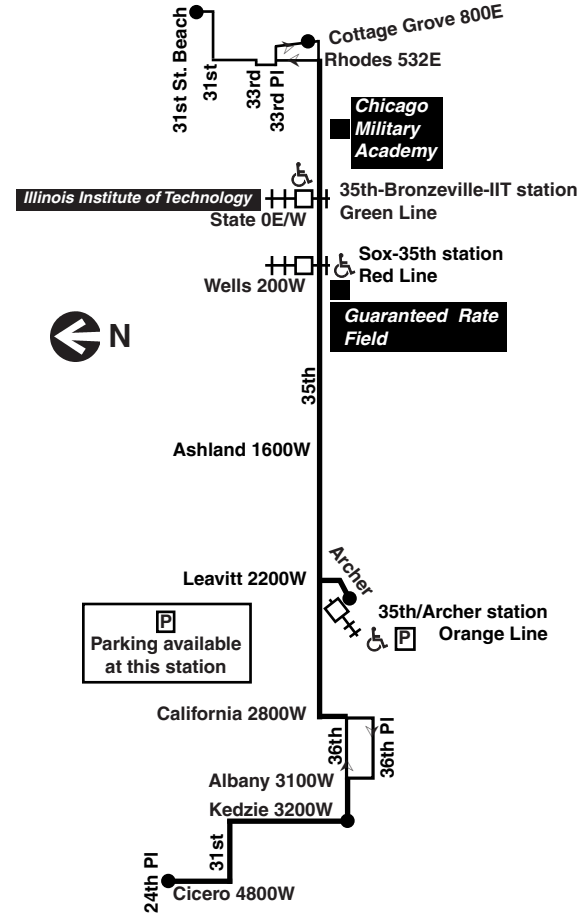 Cottage Grove 800E
Rhodes 532E
31st St. Beach
31st
33rd
33rd Pl
Chicago
Military
Academy
Illinois Institute of Technology
State 0E/W
35th-Bronzeville-IIT station
Green Line
Sox-35th station
Red Line
Wells 200W
Guaranteed Rate
Field
N
35th
Ashland 1600W
Archer
Leavitt 2200W
35th/Archer station
Orange Line
P
P
Parking available
at this station
California 2800W
36th
36th Pl
Albany 3100W
Kedzie 3200W
31st
24th Pl
Cicero 4800W